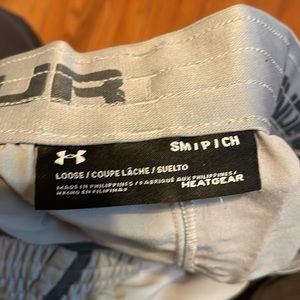 UR
SM | P | CH
LOOSE / COUPE LÂCHE / SUELTO
MADE IN PHILIPPINES / FABRIQUÉ AUX PHILIPPINES /
HECHO EN FILIPINAS
HEATGEAR